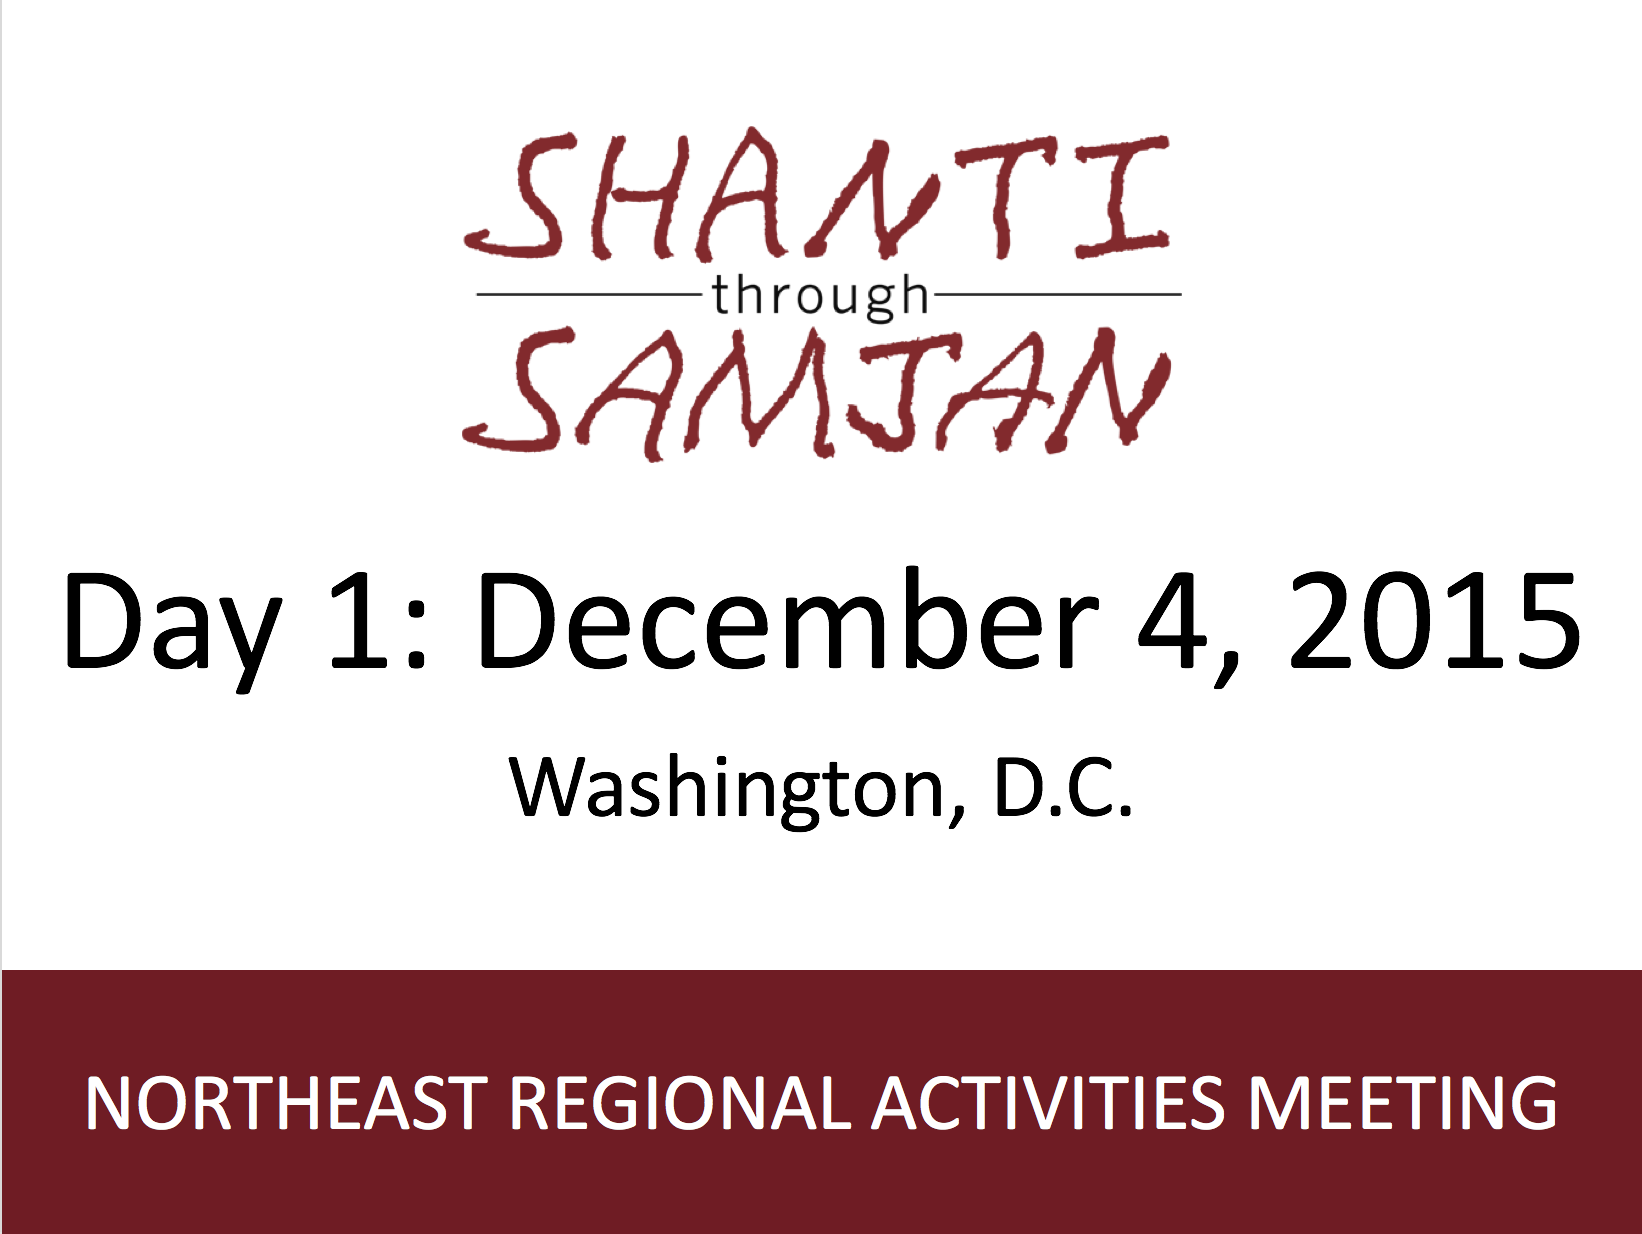 SHANTI
through
SAMJAN
Day 1: December 4, 2015
Washington, D.C.
NORTHEAST REGIONAL ACTIVITIES MEETING